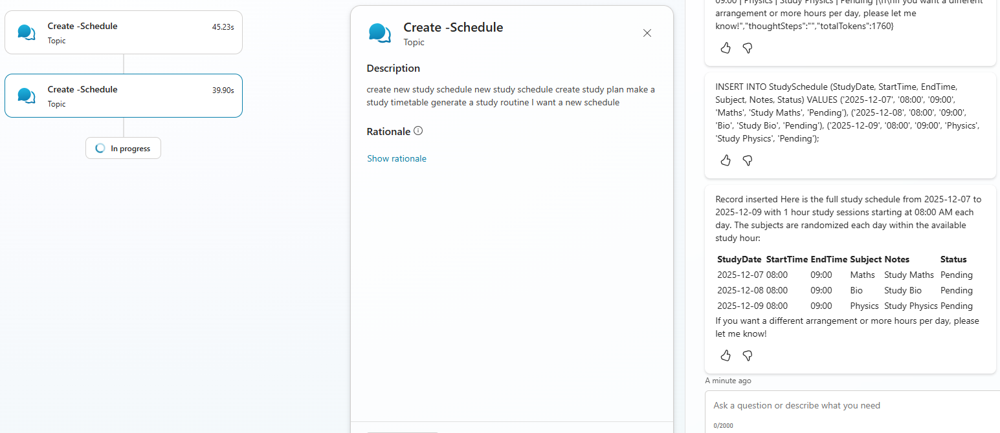 Create -Schedule
45.23s
Topic
Create -Schedule
39.90s
Topic
In progress
Create -Schedule
Topic
Description
create new study schedule new study schedule create study plan make a
study timetable generate a study routine I want a new schedule
Rationale
Show rationale
09:00 | Physics | Study Physics | Pending |\n\nIf you want a different
arrangement or more hours per day, please let me
know!","thoughtSteps":"","totalTokens":1760}
INSERT INTO StudySchedule (StudyDate, StartTime, EndTime,
Subject, Notes, Status) VALUES ('2025-12-07', '08:00', '09:00',
'Maths', 'Study Maths', 'Pending'), ('2025-12-08', '08:00', '09:00',
'Bio', 'Study Bio', 'Pending'), ('2025-12-09', '08:00', '09:00', 'Physics',
'Study Physics', 'Pending');
Record inserted Here is the full study schedule from 2025-12-07 to
2025-12-09 with 1 hour study sessions starting at 08:00 AM each
day. The subjects are randomized each day within the available
study hour:
StudyDate StartTime EndTime Subject Notes Status
2025-12-07 08:00 09:00 Maths Study Maths Pending
2025-12-08 08:00 09:00 Bio Study Bio Pending
2025-12-09 08:00 09:00 Physics Study Physics Pending
If you want a different arrangement or more hours per day, please
let me know!
A minute ago
Ask a question or describe what you need
0/2000